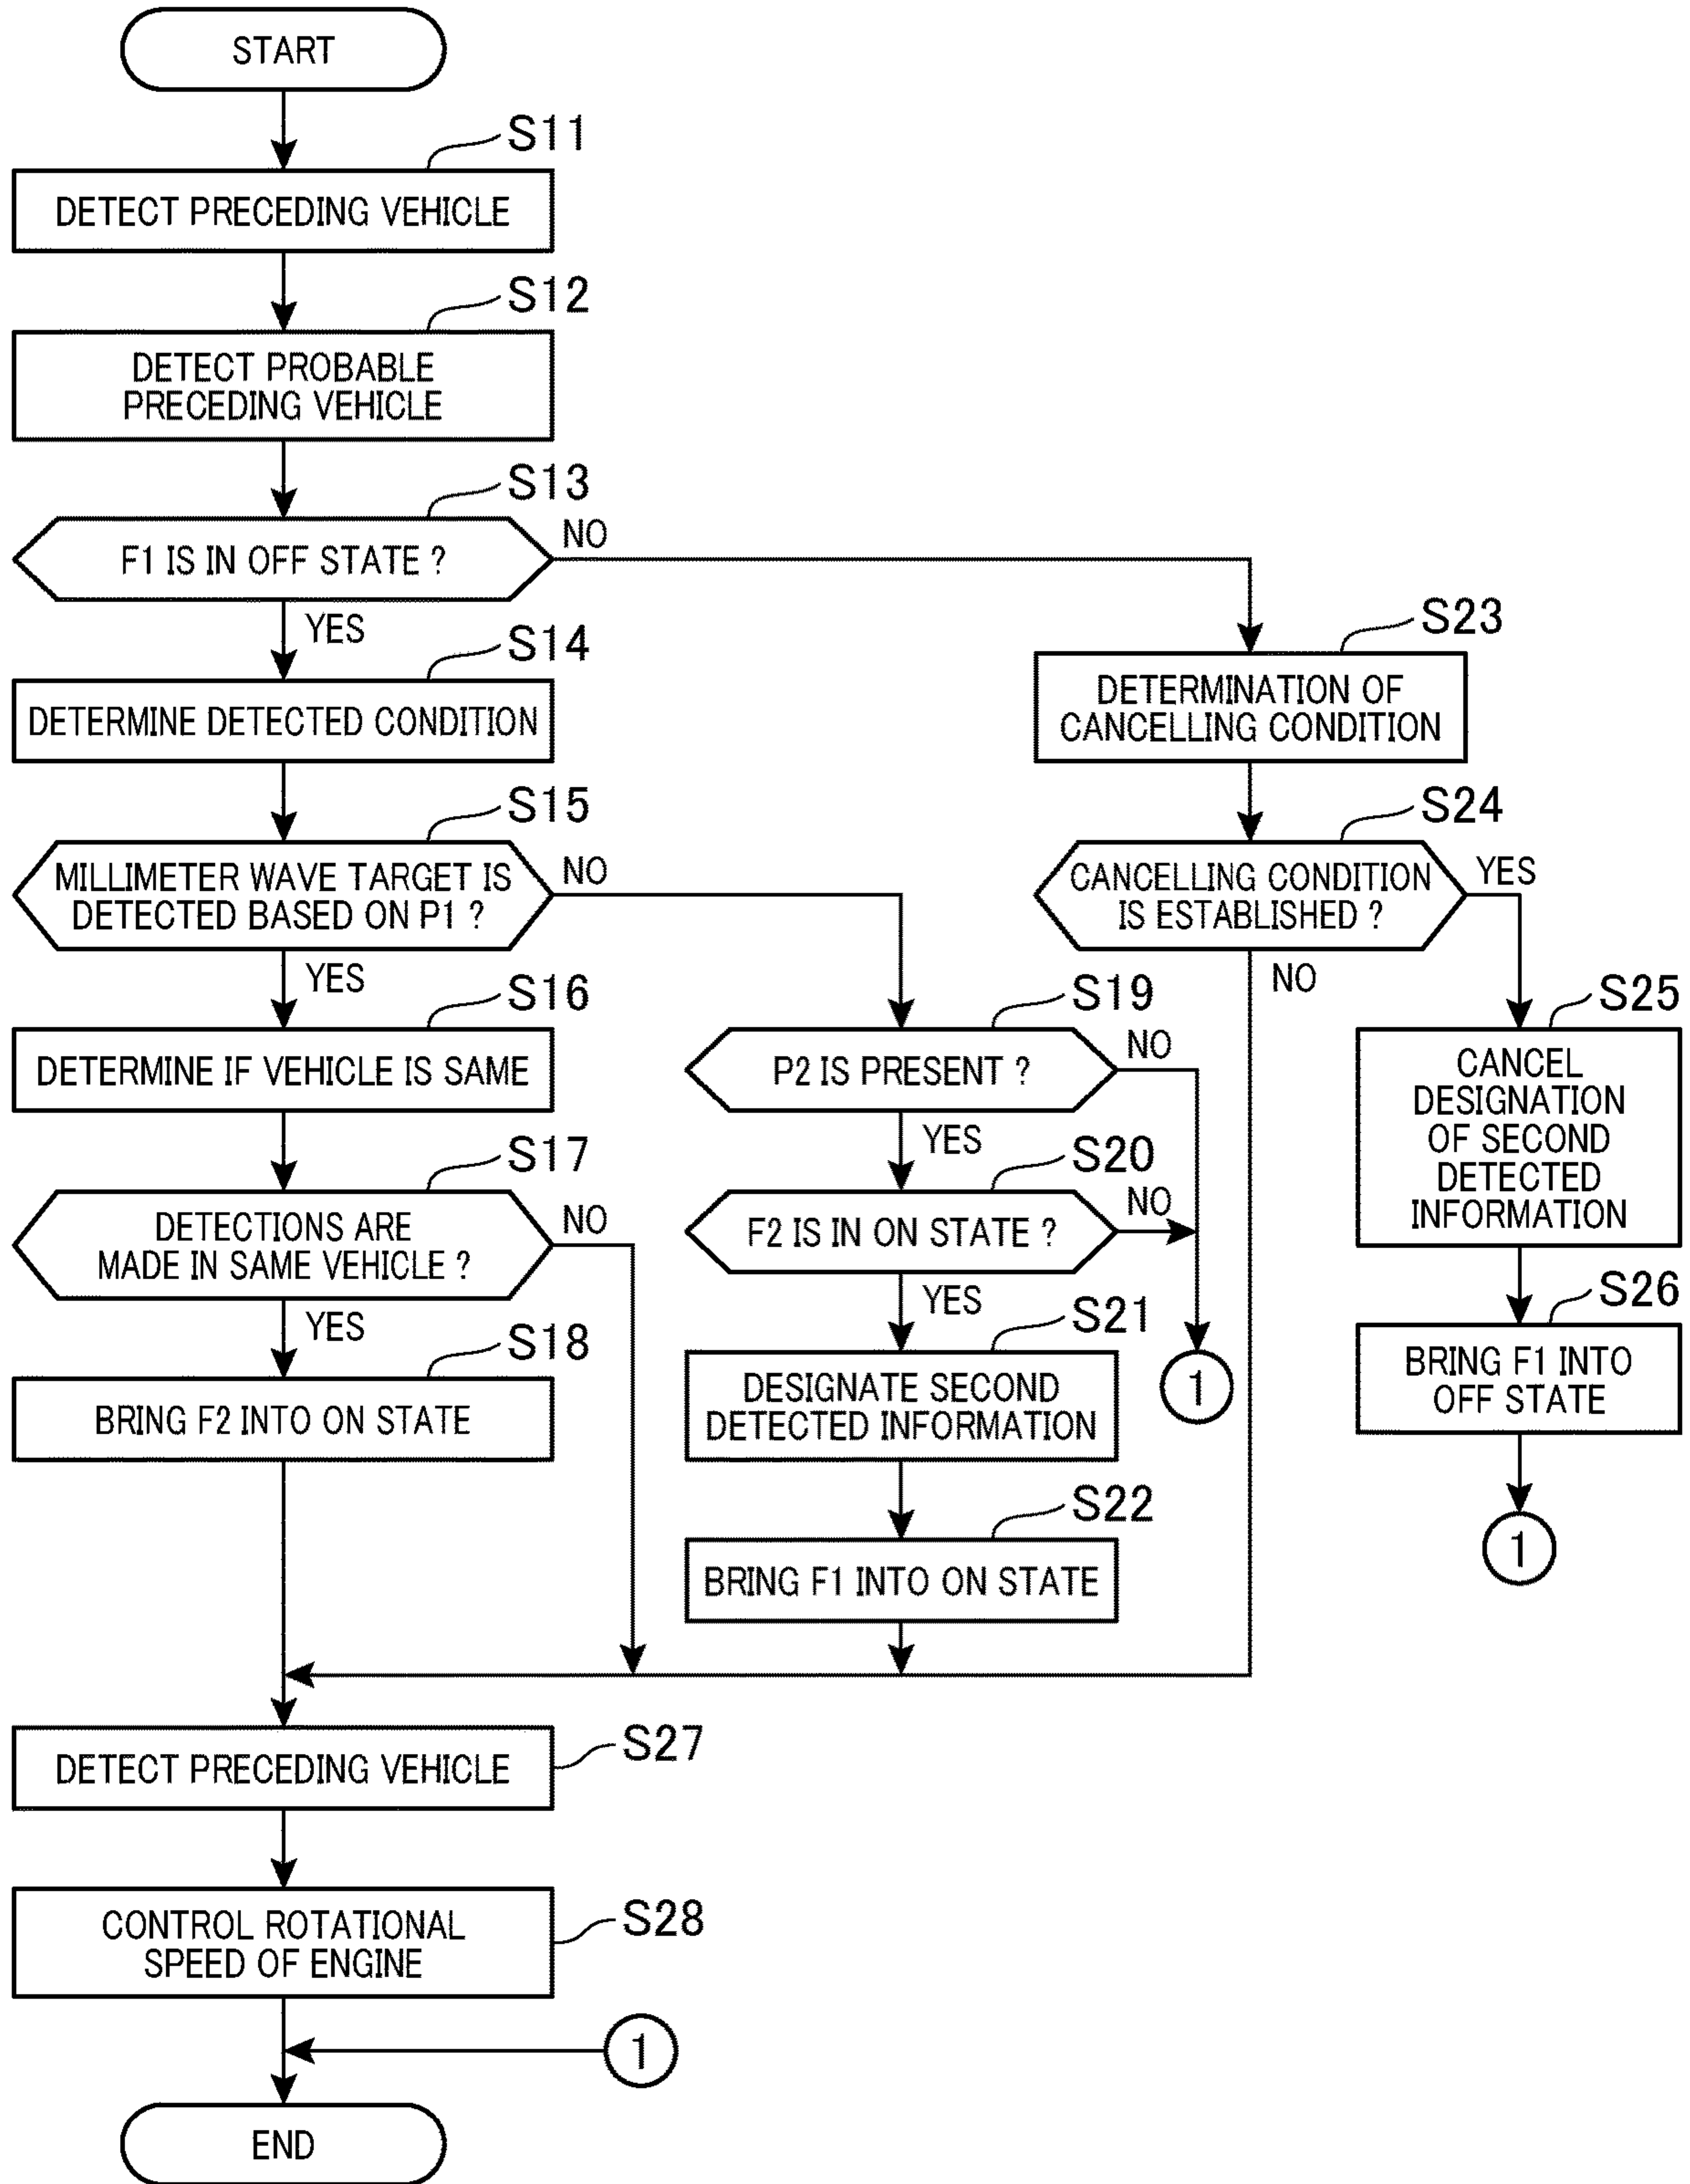 START
S11
DETECT PRECEDING VEHICLE
S12
DETECT PROBABLE
PRECEDING VEHICLE
S13
F1 IS IN OFF STATE ?
NO
YES
S14
DETERMINE DETECTED CONDITION
S15
MILLIMETER WAVE TARGET IS
DETECTED BASED ON P1 ?
NO
YES
S16
DETERMINE IF VEHICLE IS SAME
S17
DETECTIONS ARE
MADE IN SAME VEHICLE ?
NO
YES
S18
BRING F2 INTO ON STATE
S19
P2 IS PRESENT ?
NO
YES
S20
F2 IS IN ON STATE ?
NO
YES
S21
DESIGNATE SECOND
DETECTED INFORMATION
1
S22
BRING F1 INTO ON STATE
S23
DETERMINATION OF
CANCELLING CONDITION
S24
CANCELLING CONDITION
IS ESTABLISHED ?
YES
NO
S25
CANCEL
DESIGNATION
OF SECOND
DETECTED
INFORMATION
S26
BRING F1 INTO
OFF STATE
1
S27
DETECT PRECEDING VEHICLE
S28
CONTROL ROTATIONAL
SPEED OF ENGINE
1
END